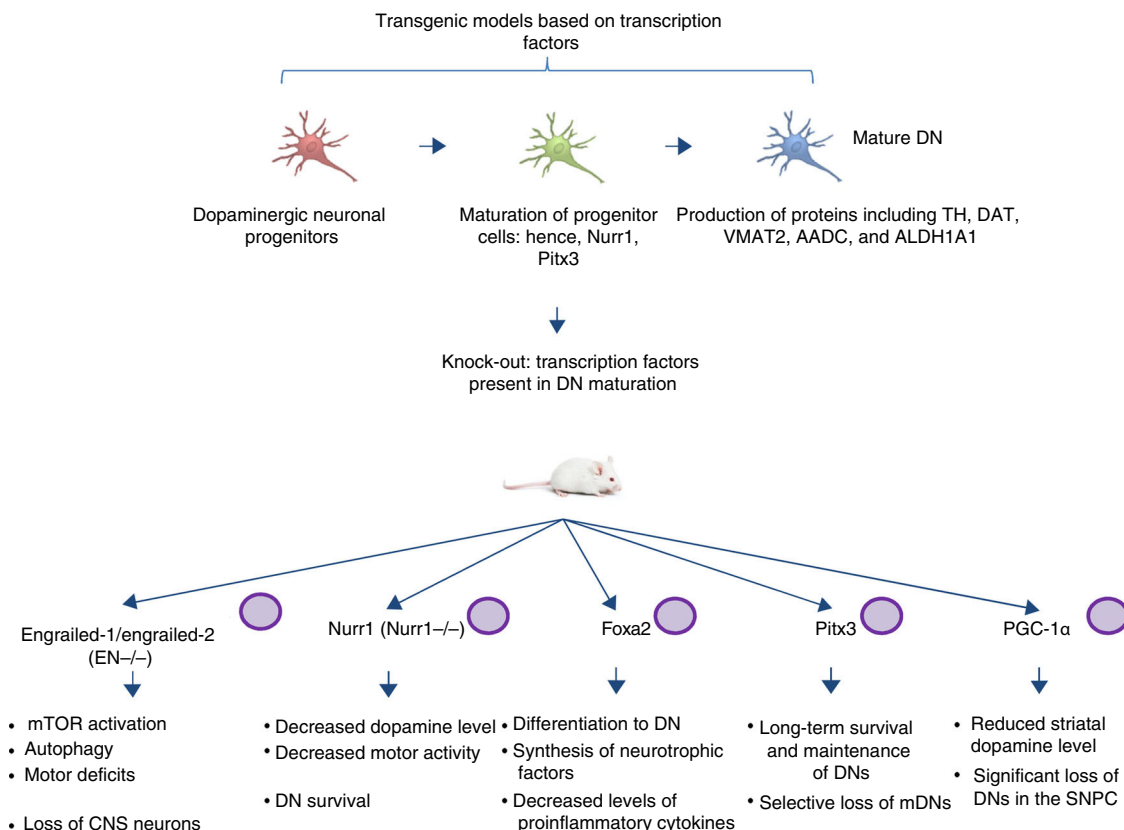 Transgenic models based on transcription
factors
Mature DN
Dopaminergic neuronal
progenitors
Maturation of progenitor
cells: hence, Nurr1,
Pitx3
Production of proteins including TH, DAT,
VMAT2, AADC, and ALDH1A1
Knock-out: transcription factors
present in DN maturation
Engrailed-1/engrailed-2
(EN–/–)
• mTOR activation
• Autophagy
• Motor deficits
• Loss of CNS neurons
Nurr1 (Nurr1–/–)
• Decreased dopamine level
• Decreased motor activity
• DN survival
Foxa2
• Differentiation to DN
• Synthesis of neurotrophic
factors
• Decreased levels of
proinflammatory cytokines
Pitx3
• Long-term survival
and maintenance
of DNs
• Selective loss of mDNs
PGC-1α
• Reduced striatal
dopamine level
• Significant loss of
DNs in the SNPC